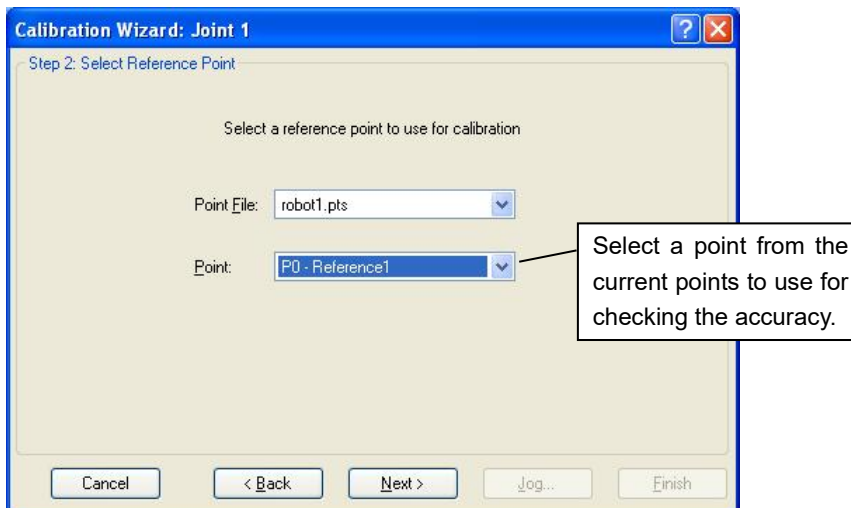 Calibration Wizard: Joint 1
Step 2: Select Reference Point
Select a reference point to use for calibration
Point File: robot1.pts
Point: P0 - Reference1
Select a point from the
current points to use for
checking the accuracy.
Cancel < Back Next > Jog... Finish